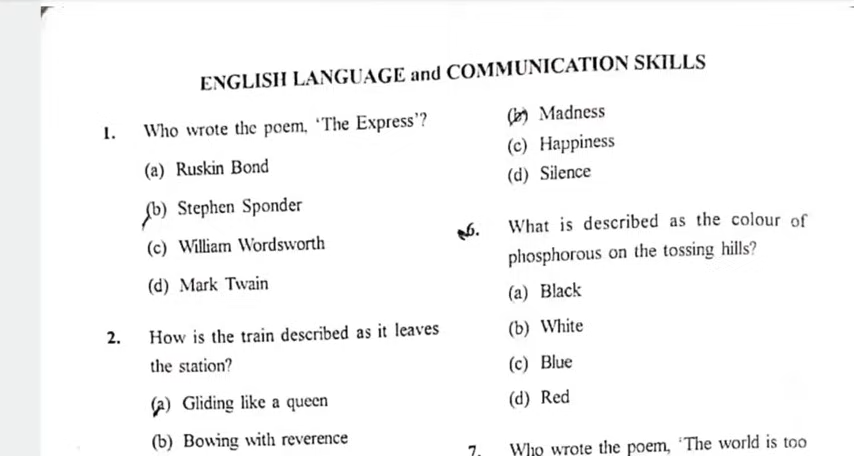 ENGLISH LANGUAGE and COMMUNICATION SKILLS
1. Who wrote the poem, 'The Express'?
(a) Ruskin Bond
(b) Stephen Sponder
(c) William Wordsworth
(d) Mark Twain
2. How is the train described as it leaves
the station?
(a) Gliding like a queen
(b) Bowing with reverence
(b) Madness
(c) Happiness
(d) Silence
6. What is described as the colour of
phosphorous on the tossing hills?
(a) Black
(b) White
(c) Blue
(d) Red
7. Who wrote the poem, 'The world is too